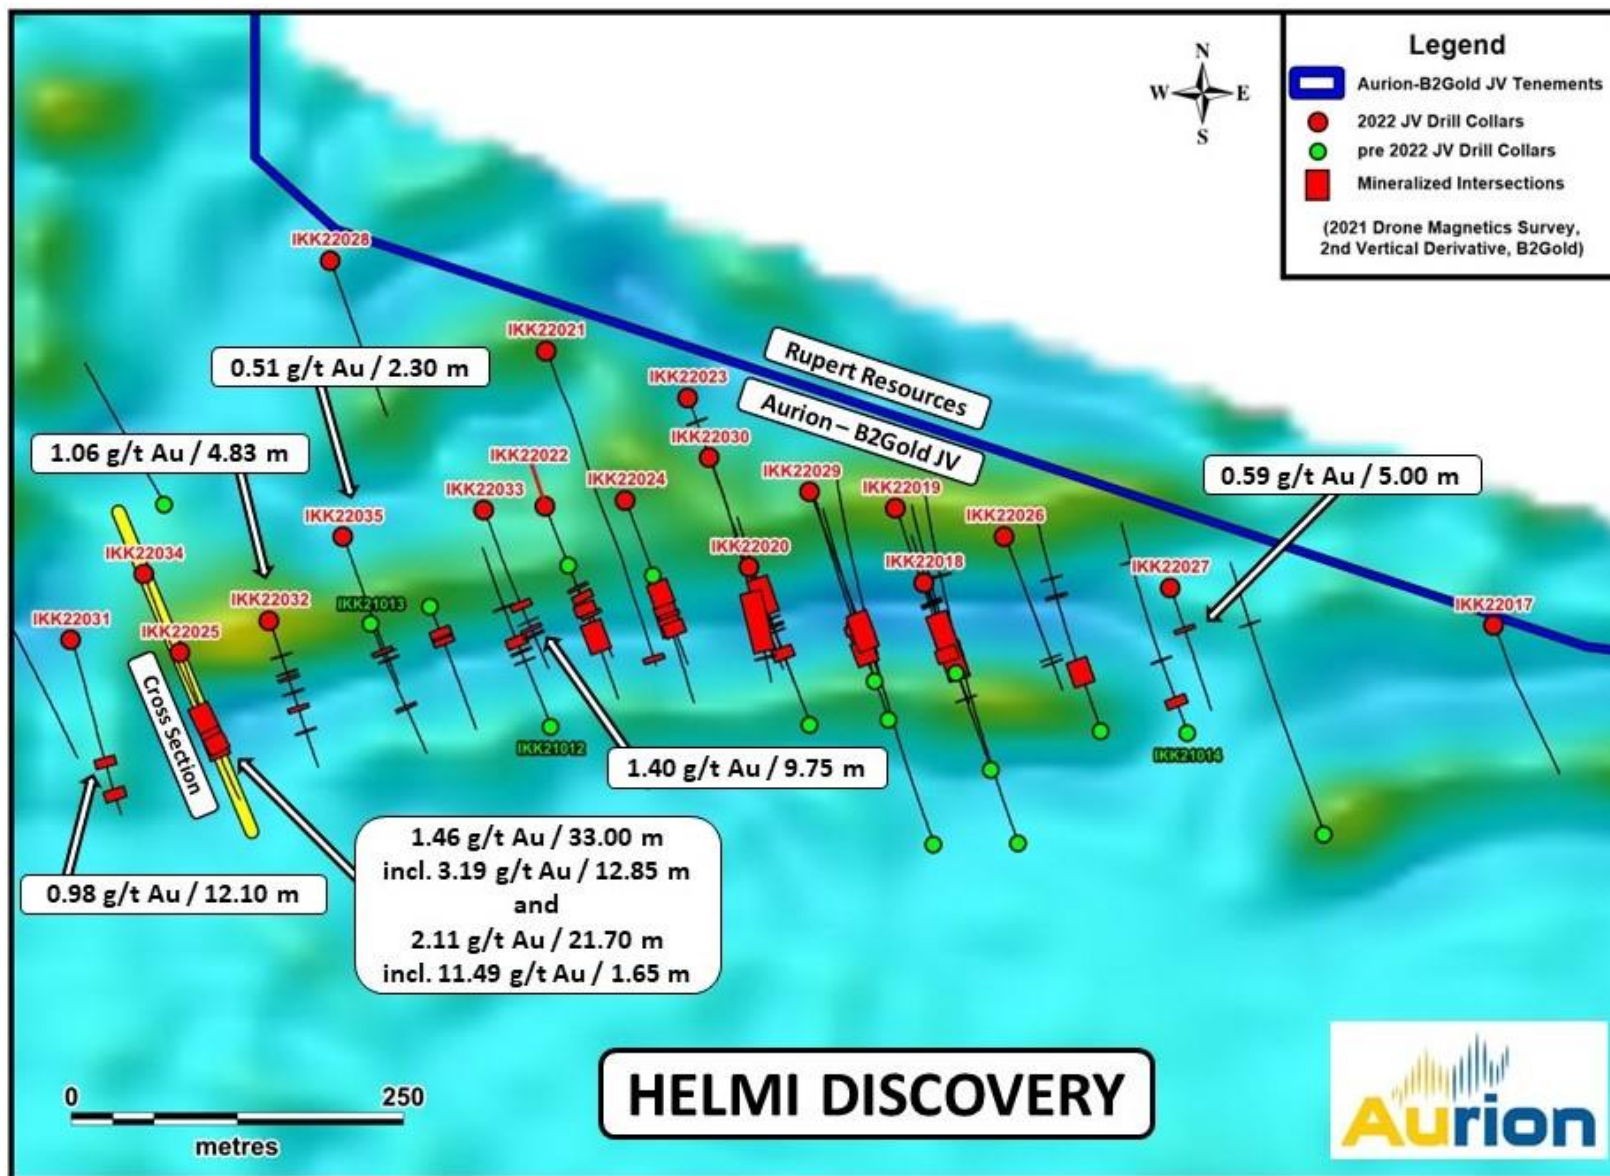 Legend
Aurion-B2Gold JV Tenements
2022 JV Drill Collars
pre 2022 JV Drill Collars
Mineralized Intersections
(2021 Drone Magnetics Survey,
2nd Vertical Derivative, B2Gold)
N
W E
S
IKK22028
IKK22021
Rupert Resources
Aurion – B2Gold JV
0.51 g/t Au / 2.30 m
IKK22023
1.06 g/t Au / 4.83 m
IKK22030
IKK22022
IKK22024
IKK22029
0.59 g/t Au / 5.00 m
IKK22033
IKK22019
IKK22035
IKK22026
IKK22034
IKK22020
IKK22018
IKK22027
IKK22032
IKK21013
IKK22017
IKK22031
IKK22025
Cross Section
IKK21012
IKK21014
1.40 g/t Au / 9.75 m
1.46 g/t Au / 33.00 m
incl. 3.19 g/t Au / 12.85 m
and
2.11 g/t Au / 21.70 m
incl. 11.49 g/t Au / 1.65 m
0.98 g/t Au / 12.10 m
0 250
metres
HELMI DISCOVERY
Aurion